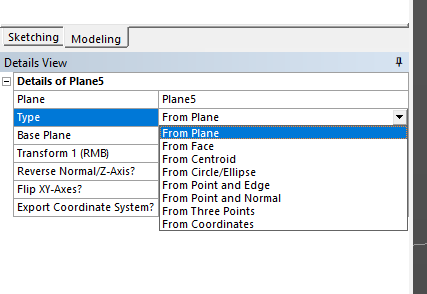 Sketching Modeling
Details View
Details of Plane5
Plane Plane5
Type From Plane
Base Plane From Plane
Transform 1 (RMB) From Face
Reverse Normal/Z-Axis? From Centroid
Flip XY-Axes? From Circle/Ellipse
Export Coordinate System? From Point and Edge
From Point and Normal
From Three Points
From Coordinates